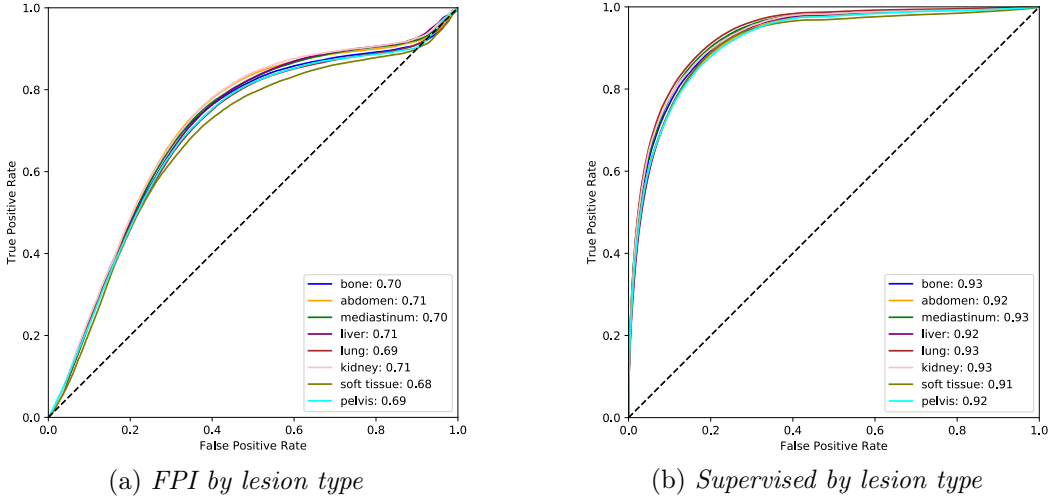 1.0
0.8
0.6
0.4
0.2
0.0
True Positive Rate
0.0 0.2 0.4 0.6 0.8 1.0
False Positive Rate
bone: 0.70
abdomen: 0.71
mediastinum: 0.70
liver: 0.71
lung: 0.69
kidney: 0.71
soft tissue: 0.68
pelvis: 0.69
(a) FPI by lesion type
1.0
0.8
0.6
0.4
0.2
0.0
True Positive Rate
0.0 0.2 0.4 0.6 0.8 1.0
False Positive Rate
bone: 0.93
abdomen: 0.92
mediastinum: 0.93
liver: 0.92
lung: 0.93
kidney: 0.93
soft tissue: 0.91
pelvis: 0.92
(b) Supervised by lesion type